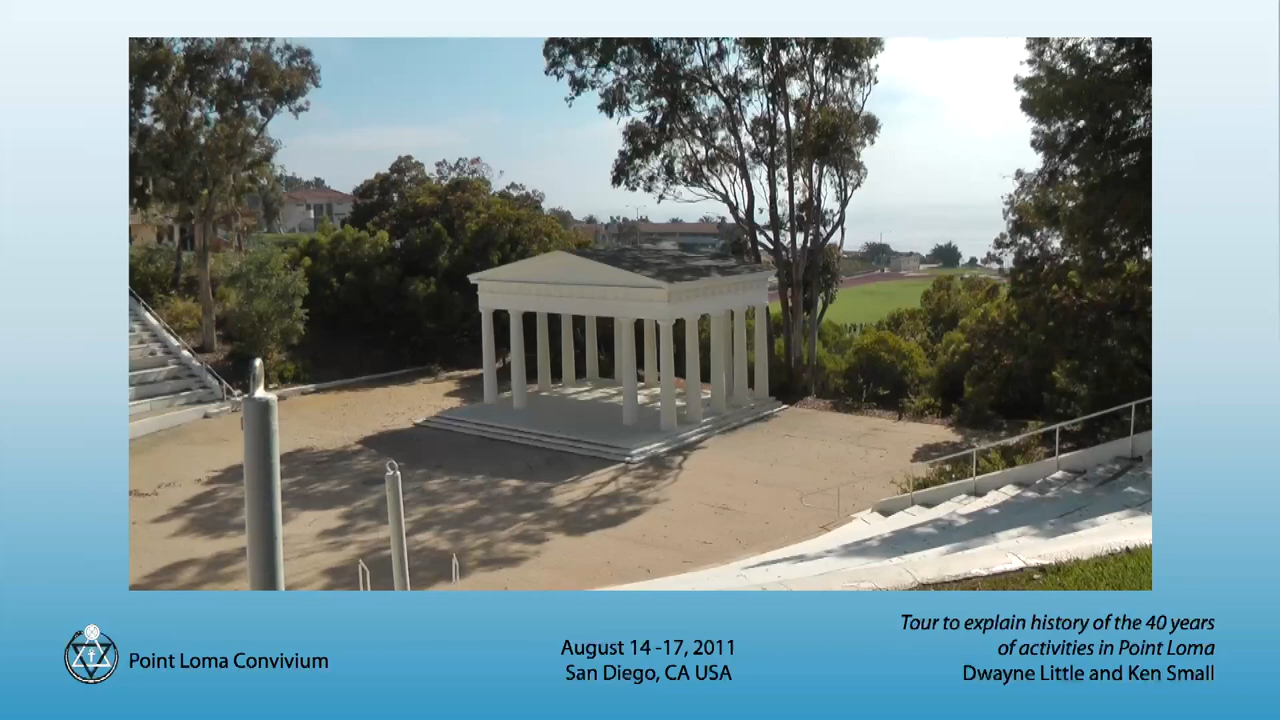 Point Loma Convivium
August 14 -17, 2011
San Diego, CA USA
Tour to explain history of the 40 years
of activities in Point Loma
Dwayne Little and Ken Small